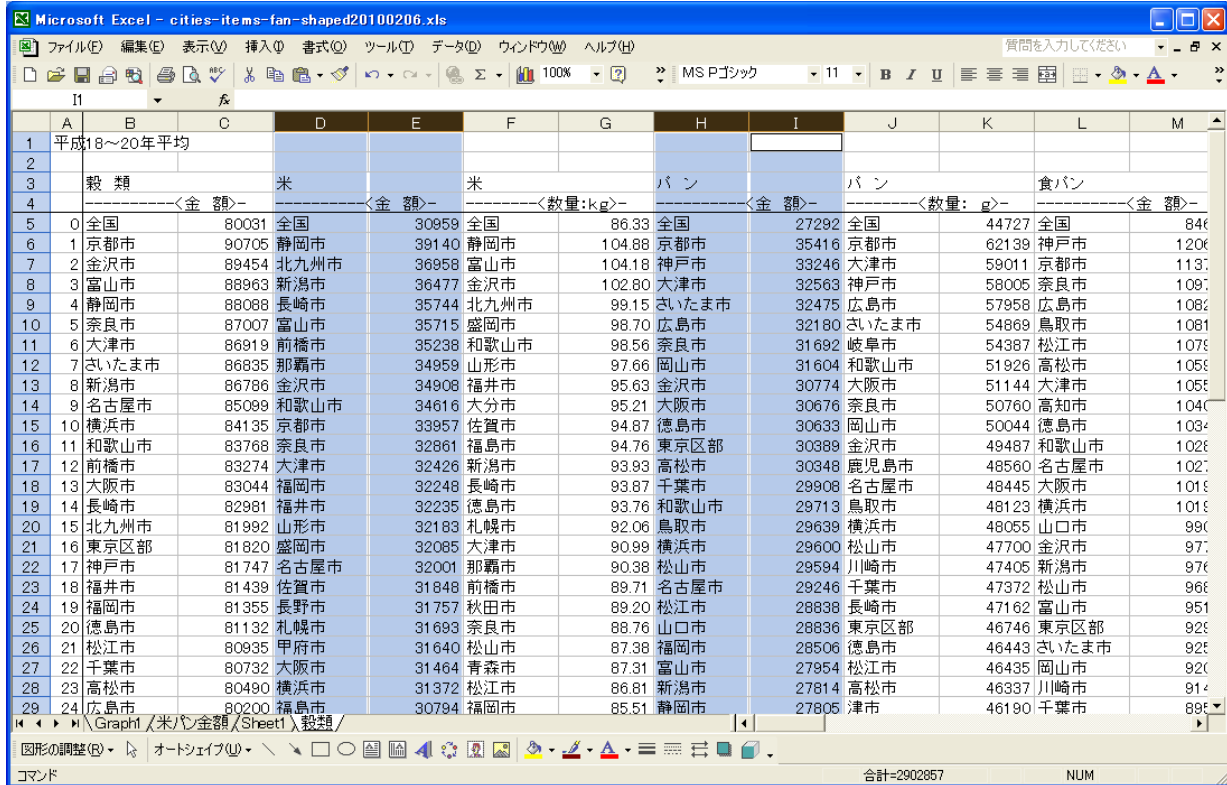 Microsoft Excel - cities-items-fan-shaped20100206.xls
ファイル(F) 編集(E) 表示(V) 挿入(I) 書式(O) ツール(T) データ(D) ウィンドウ(W) ヘルプ(H) 質問を入力してください
100% MS Pゴシック 11 B I U
I1 fx
A B C D E F G H I J K L M
1 平成18～20年平均
2
3 穀 類 米 米 パ ン パ ン 食パン
4 ----------<金 額>- ----------<金 額>- --------<数量:kg>- ----------<金 額>- --------<数量: g>- ----------<金 額>-
5 0 全国 80031 全国 30959 全国 86.33 全国 27292 全国 44727 全国 846
6 1 京都市 90705 静岡市 39140 静岡市 104.88 京都市 35416 京都市 62139 神戸市 1206
7 2 金沢市 89454 北九州市 36958 富山市 104.18 神戸市 33246 大津市 59011 京都市 1137
8 3 富山市 88963 新潟市 36477 金沢市 102.80 大津市 32563 神戸市 58005 奈良市 1097
9 4 静岡市 88088 長崎市 35744 北九州市 99.15 さいたま市 32475 広島市 57958 広島市 1082
10 5 奈良市 87007 富山市 35715 盛岡市 98.70 広島市 32180 さいたま市 54869 鳥取市 1081
11 6 大津市 86919 前橋市 35238 和歌山市 98.56 奈良市 31692 岐阜市 54387 松江市 1079
12 7 さいたま市 86835 那覇市 34959 山形市 97.66 岡山市 31604 和歌山市 51926 高松市 1059
13 8 新潟市 86786 金沢市 34908 福井市 95.63 金沢市 30774 大阪市 51144 大津市 1055
14 9 名古屋市 85099 和歌山市 34616 大分市 95.21 大阪市 30676 奈良市 50760 高知市 1040
15 10 横浜市 84135 京都市 33957 佐賀市 94.87 徳島市 30633 岡山市 50044 徳島市 1034
16 11 和歌山市 83768 奈良市 32861 福島市 94.76 東京区部 30389 金沢市 49487 和歌山市 1028
17 12 前橋市 83274 大津市 32426 新潟市 93.93 高松市 30348 鹿児島市 48560 名古屋市 1027
18 13 大阪市 83044 福岡市 32248 長崎市 93.87 千葉市 29908 名古屋市 48445 大阪市 1019
19 14 長崎市 82981 福井市 32235 徳島市 93.76 和歌山市 29713 鳥取市 48123 横浜市 1019
20 15 北九州市 81992 山形市 32183 札幌市 92.06 鳥取市 29639 横浜市 48055 山口市 990
21 16 東京区部 81820 盛岡市 32085 大津市 90.99 横浜市 29600 松山市 47700 金沢市 977
22 17 神戸市 81747 名古屋市 32001 那覇市 90.38 松山市 29594 川崎市 47405 新潟市 976
23 18 福井市 81439 佐賀市 31848 前橋市 89.71 名古屋市 29246 千葉市 47372 松山市 968
24 19 福岡市 81355 長野市 31757 秋田市 89.20 松江市 28838 長崎市 47162 富山市 951
25 20 徳島市 81132 札幌市 31693 奈良市 88.76 山口市 28836 東京区部 46746 東京区部 929
26 21 松江市 80935 甲府市 31640 松山市 87.38 福岡市 28506 徳島市 46443 さいたま市 925
27 22 千葉市 80732 大阪市 31464 青森市 87.31 富山市 27954 松江市 46435 岡山市 920
28 23 高松市 80490 横浜市 31372 松江市 86.81 新潟市 27814 高松市 46337 川崎市 914
29 24 広島市 80200 福島市 30794 福岡市 85.51 静岡市 27805 津市 46190 千葉市 895
Graph1 米パン金額 Sheet1 穀類
図形の調整(R) オートシェイプ(U)
コマンド 合計=2902857 NUM